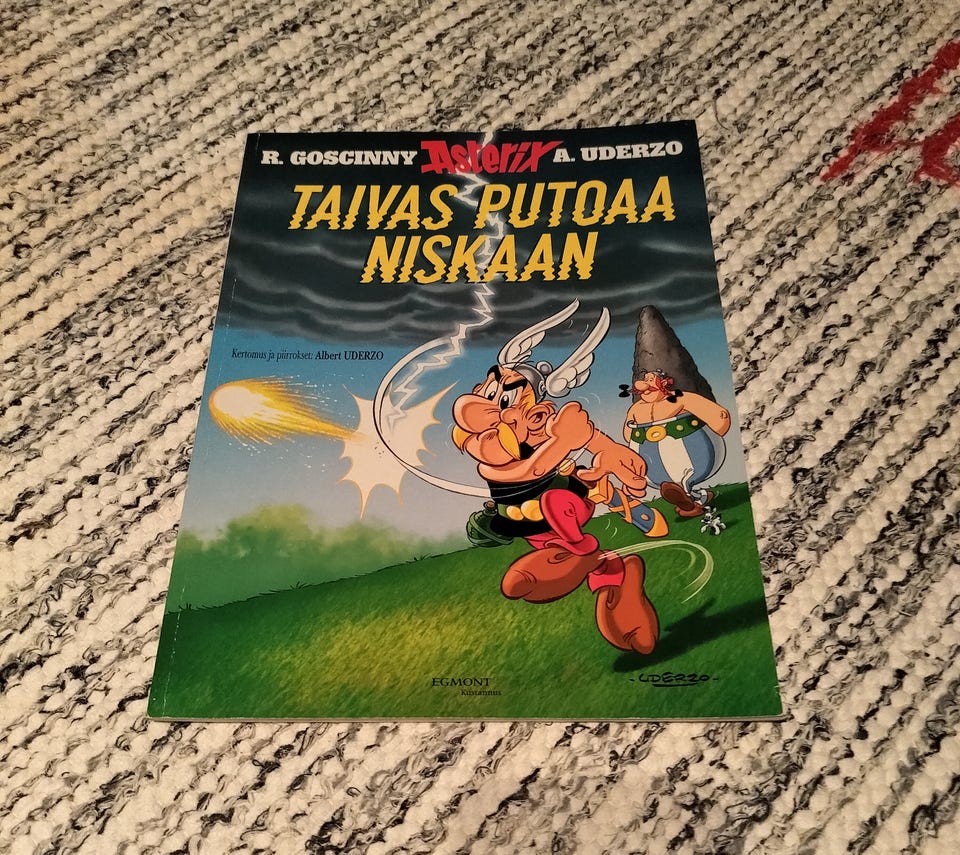 R. GOSCINNY Asterix A. UDERZO
TAIVAS PUTOAA
NISKAAN
Kertomus ja piirrokset: Albert UDERZO
EGMONT
Kustannus
-UDERZO-